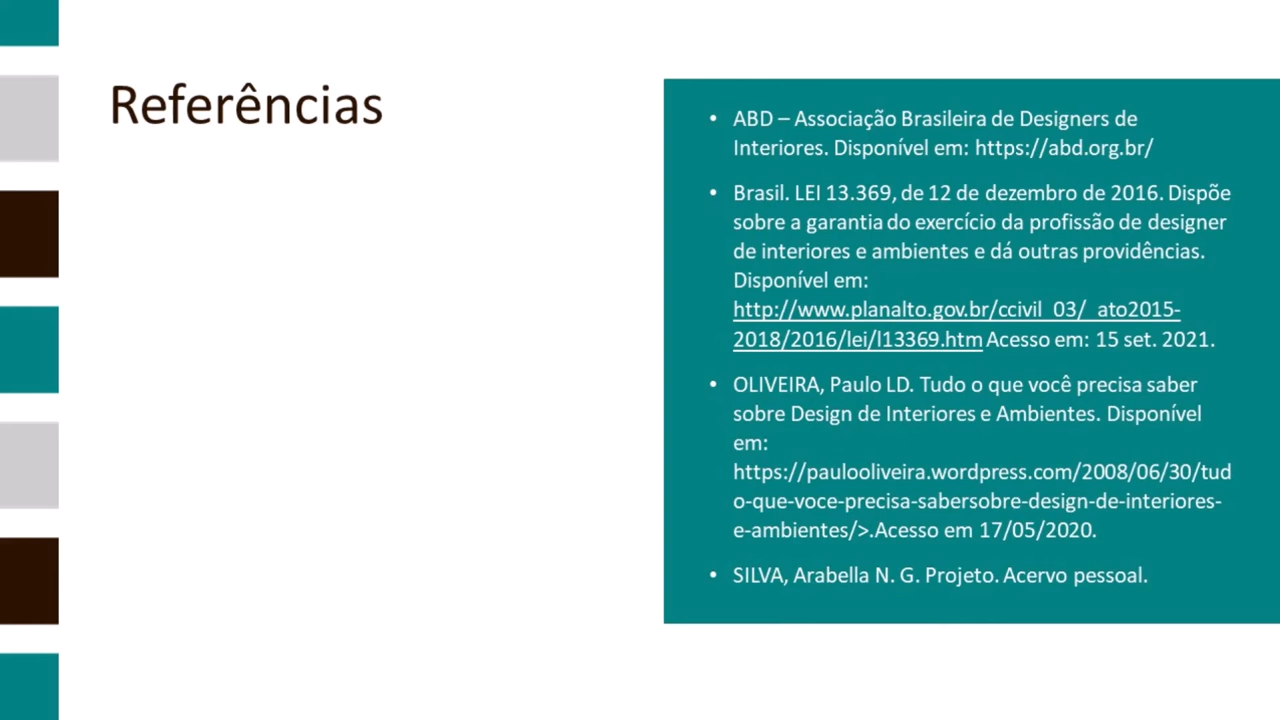 Referências
• ABD – Associação Brasileira de Designers de
Interiores. Disponível em: https://abd.org.br/
• Brasil. LEI 13.369, de 12 de dezembro de 2016. Dispõe
sobre a garantia do exercício da profissão de designer
de interiores e ambientes e dá outras providências.
Disponível em:
http://www.planalto.gov.br/ccivil_03/_ato2015-
2018/2016/lei/l13369.htm Acesso em: 15 set. 2021.
• OLIVEIRA, Paulo LD. Tudo o que você precisa saber
sobre Design de Interiores e Ambientes. Disponível
em:
https://paulooliveira.wordpress.com/2008/06/30/tud
o-que-voce-precisa-sabersobre-design-de-interiores-
e-ambientes/>.Acesso em 17/05/2020.
• SILVA, Arabella N. G. Projeto. Acervo pessoal.